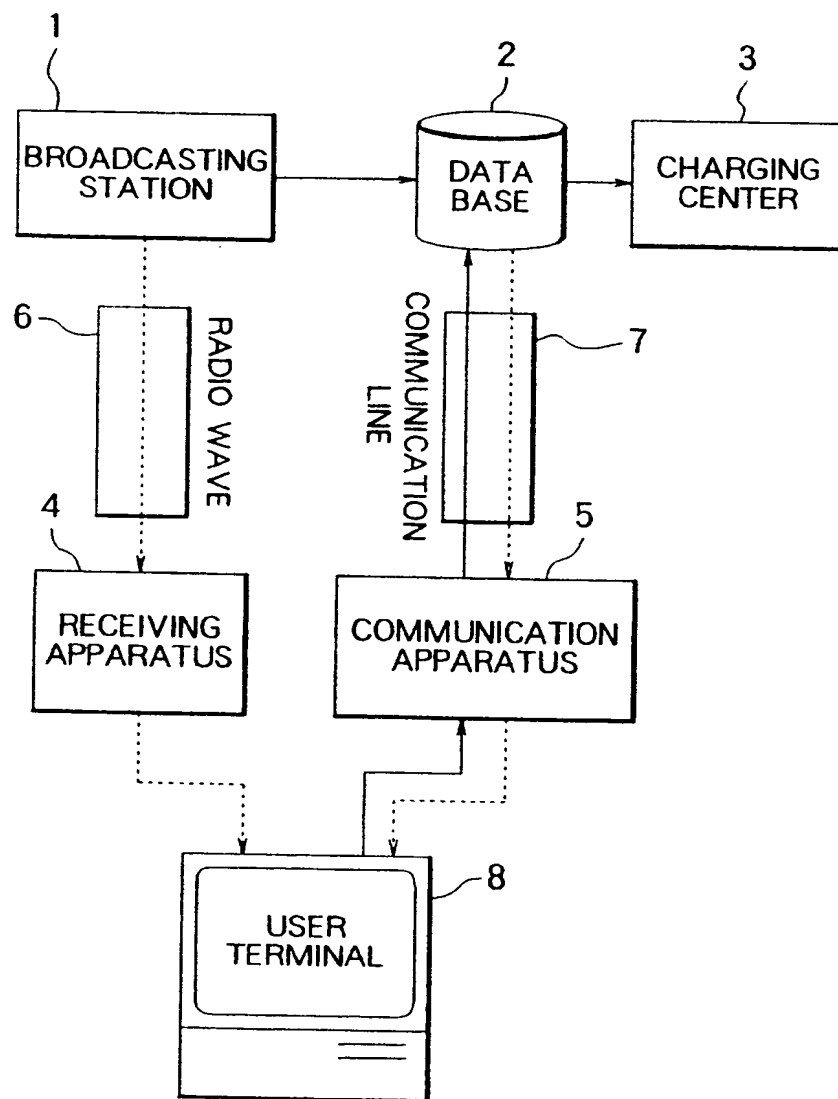 1
2
3
BROADCASTING
STATION
DATA
BASE
CHARGING
CENTER
6
RADIO WAVE
COMMUNICATION
LINE
7
4
5
RECEIVING
APPARATUS
COMMUNICATION
APPARATUS
8
USER
TERMINAL